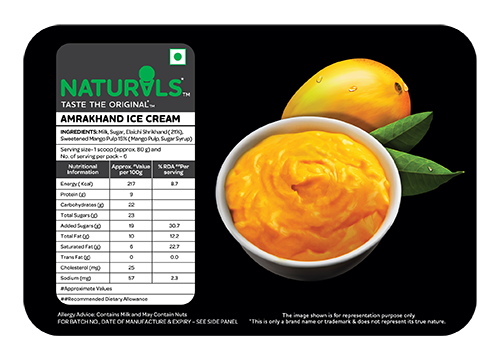 NATURALS TM
TASTE THE ORIGINAL TM
AMRAKHAND ICE CREAM
INGREDIENTS: Milk, Sugar, Elaichi Shrikhand (21%),
Sweetened Mango Pulp 15% (Mango Pulp, Sugar Syrup)
Serving size- 1 scoop (approx. 80 g) and
No. of serving per pack - 6
Nutritional Information Approx. #Value per 100g %RDA ##Per serving
Energy (Kcal) 217 8.7
Protein (g) 9
Carbohydrates (g) 22
Total Sugars (g) 23
Added Sugars (g) 19 30.7
Total Fat (g) 10 12.2
Saturated Fat (g) 6 22.7
Trans Fat (g) 0 0.0
Cholesterol (mg) 25
Sodium (mg) 57 2.3
#Approximate Values
##Recommended Dietary Allowance
Allergy Advice: Contains Milk and May Contain Nuts
FOR BATCH NO., DATE OF MANUFACTURE & EXPIRY - SEE SIDE PANEL
The image shown is for representation purpose only.
*This is only a brand name or trademark & does not represent its true nature.